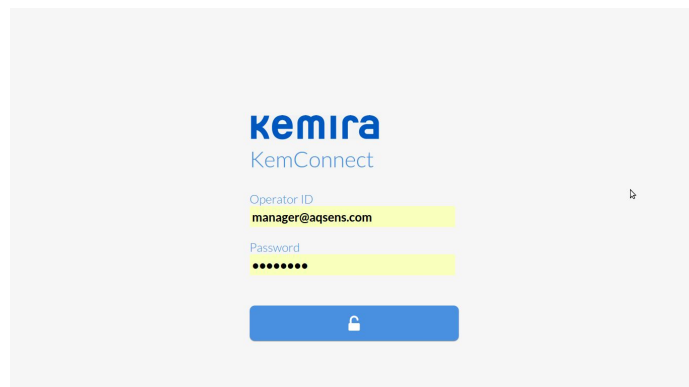 Kemira
KemConnect
Operator ID
manager@aqsens.com
Password
••••••••